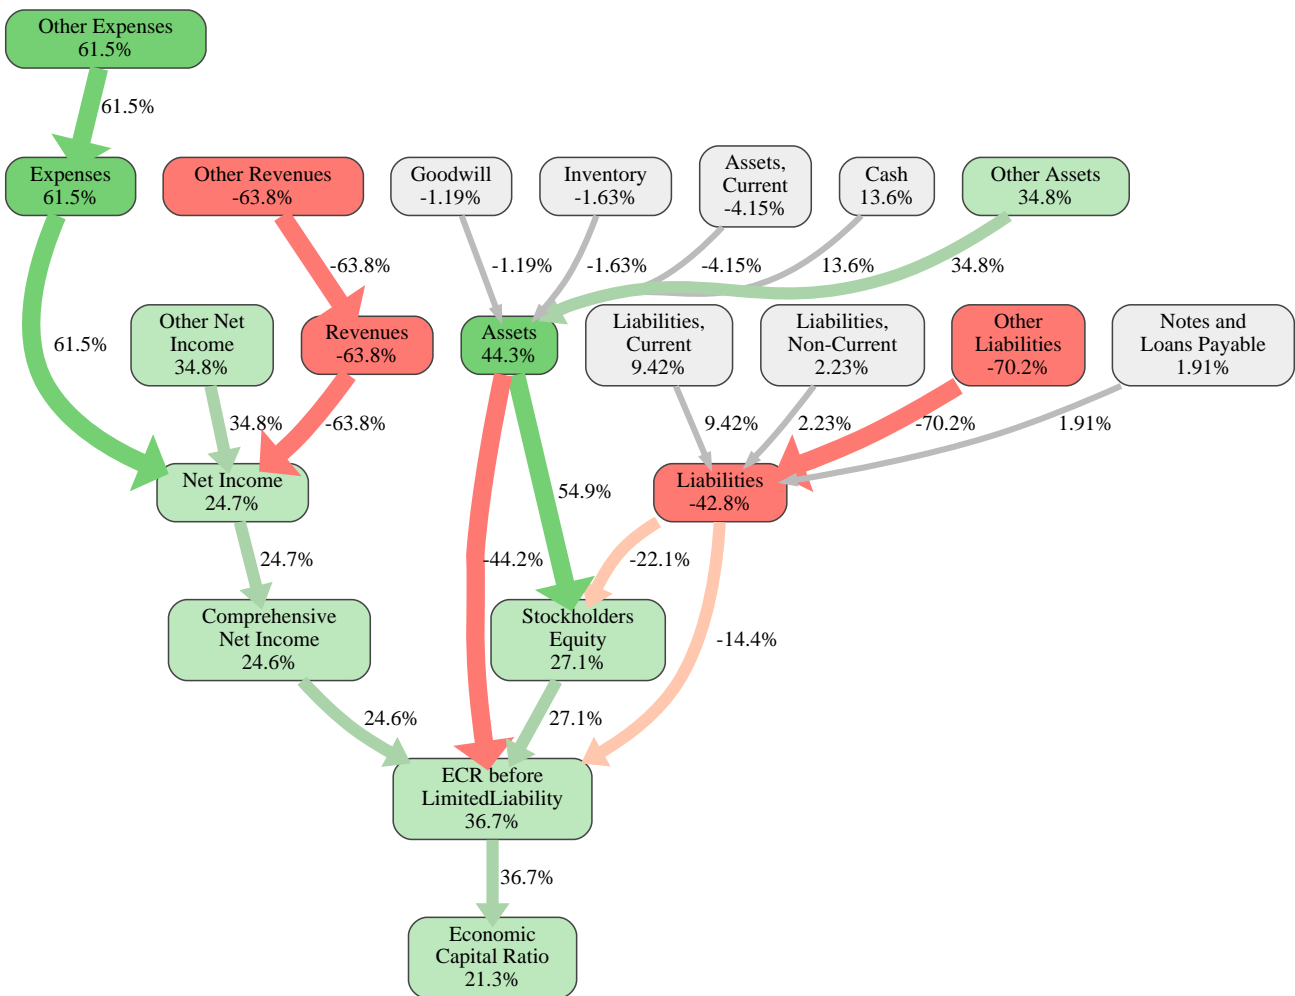 Other Expenses
61.5%
61.5%
Expenses
61.5%
Other Revenues
-63.8%
Goodwill
-1.19%
Inventory
-1.63%
Assets,
Current
-4.15%
Cash
13.6%
Other Assets
34.8%
-63.8%
-1.19%
-1.63%
-4.15%
13.6%
34.8%
61.5%
Other Net
Income
34.8%
Revenues
-63.8%
Assets
44.3%
Liabilities,
Current
9.42%
Liabilities,
Non-Current
2.23%
Other
Liabilities
-70.2%
Notes and
Loans Payable
1.91%
34.8%
-63.8%
9.42%
2.23%
-70.2%
1.91%
Net Income
24.7%
54.9%
Liabilities
-42.8%
24.7%
-44.2%
-22.1%
Comprehensive
Net Income
24.6%
Stockholders
Equity
27.1%
-14.4%
24.6%
27.1%
ECR before
LimitedLiability
36.7%
36.7%
Economic
Capital Ratio
21.3%